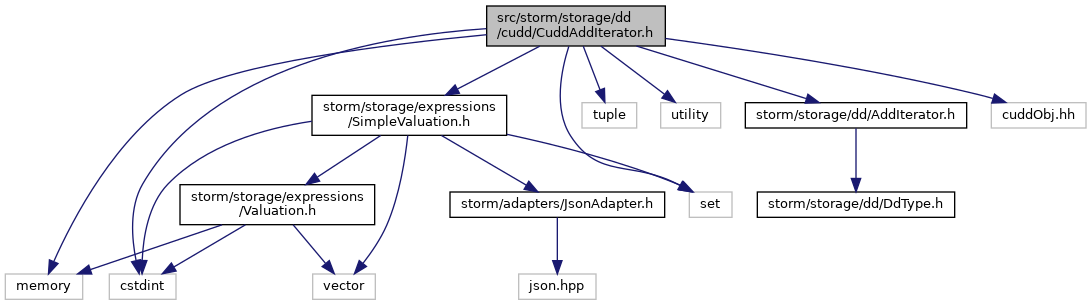 src/storm/storage/dd
/cudd/CuddAddIterator.h
storm/storage/expressions
/SimpleValuation.h
tuple
utility
storm/storage/dd/AddIterator.h
cuddObj.hh
storm/storage/expressions
/Valuation.h
storm/adapters/JsonAdapter.h
set
storm/storage/dd/DdType.h
memory
cstdint
vector
json.hpp